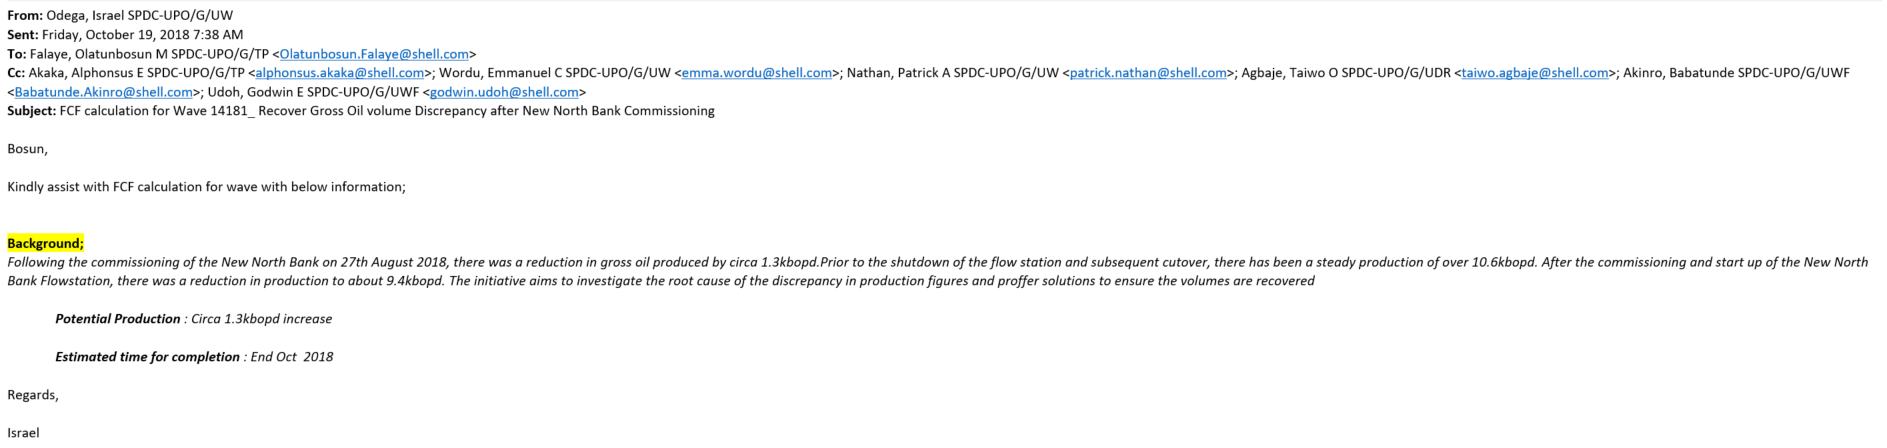 From: Odega, Israel SPDC-UPO/G/UW
Sent: Friday, October 19, 2018 7:38 AM
To: Falaye, Olatunbosun M SPDC-UPO/G/TP <Olatunbosun.Falaye@shell.com>
Cc: Akaka, Alphonsus E SPDC-UPO/G/TP <alphonsus.akaka@shell.com>; Wordu, Emmanuel C SPDC-UPO/G/UW <emma.wordu@shell.com>; Nathan, Patrick A SPDC-UPO/G/UW <patrick.nathan@shell.com>; Agbaje, Taiwo O SPDC-UPO/G/UDR <taiwo.agbaje@shell.com>; Akinro, Babatunde SPDC-UPO/G/UWF
<Babatunde.Akinro@shell.com>; Udoh, Godwin E SPDC-UPO/G/UWF <godwin.udoh@shell.com>
Subject: FCF calculation for Wave 14181_ Recover Gross Oil volume Discrepancy after New North Bank Commissioning
Bosun,
Kindly assist with FCF calculation for wave with below information;
Background;
Following the commissioning of the New North Bank on 27th August 2018, there was a reduction in gross oil produced by circa 1.3kbopd.Prior to the shutdown of the flow station and subsequent cutover, there has been a steady production of over 10.6kbopd. After the commissioning and start up of the New North
Bank Flowstation, there was a reduction in production to about 9.4kbopd. The initiative aims to investigate the root cause of the discrepancy in production figures and proffer solutions to ensure the volumes are recovered
Potential Production : Circa 1.3kbopd increase
Estimated time for completion : End Oct  2018
Regards,
Israel